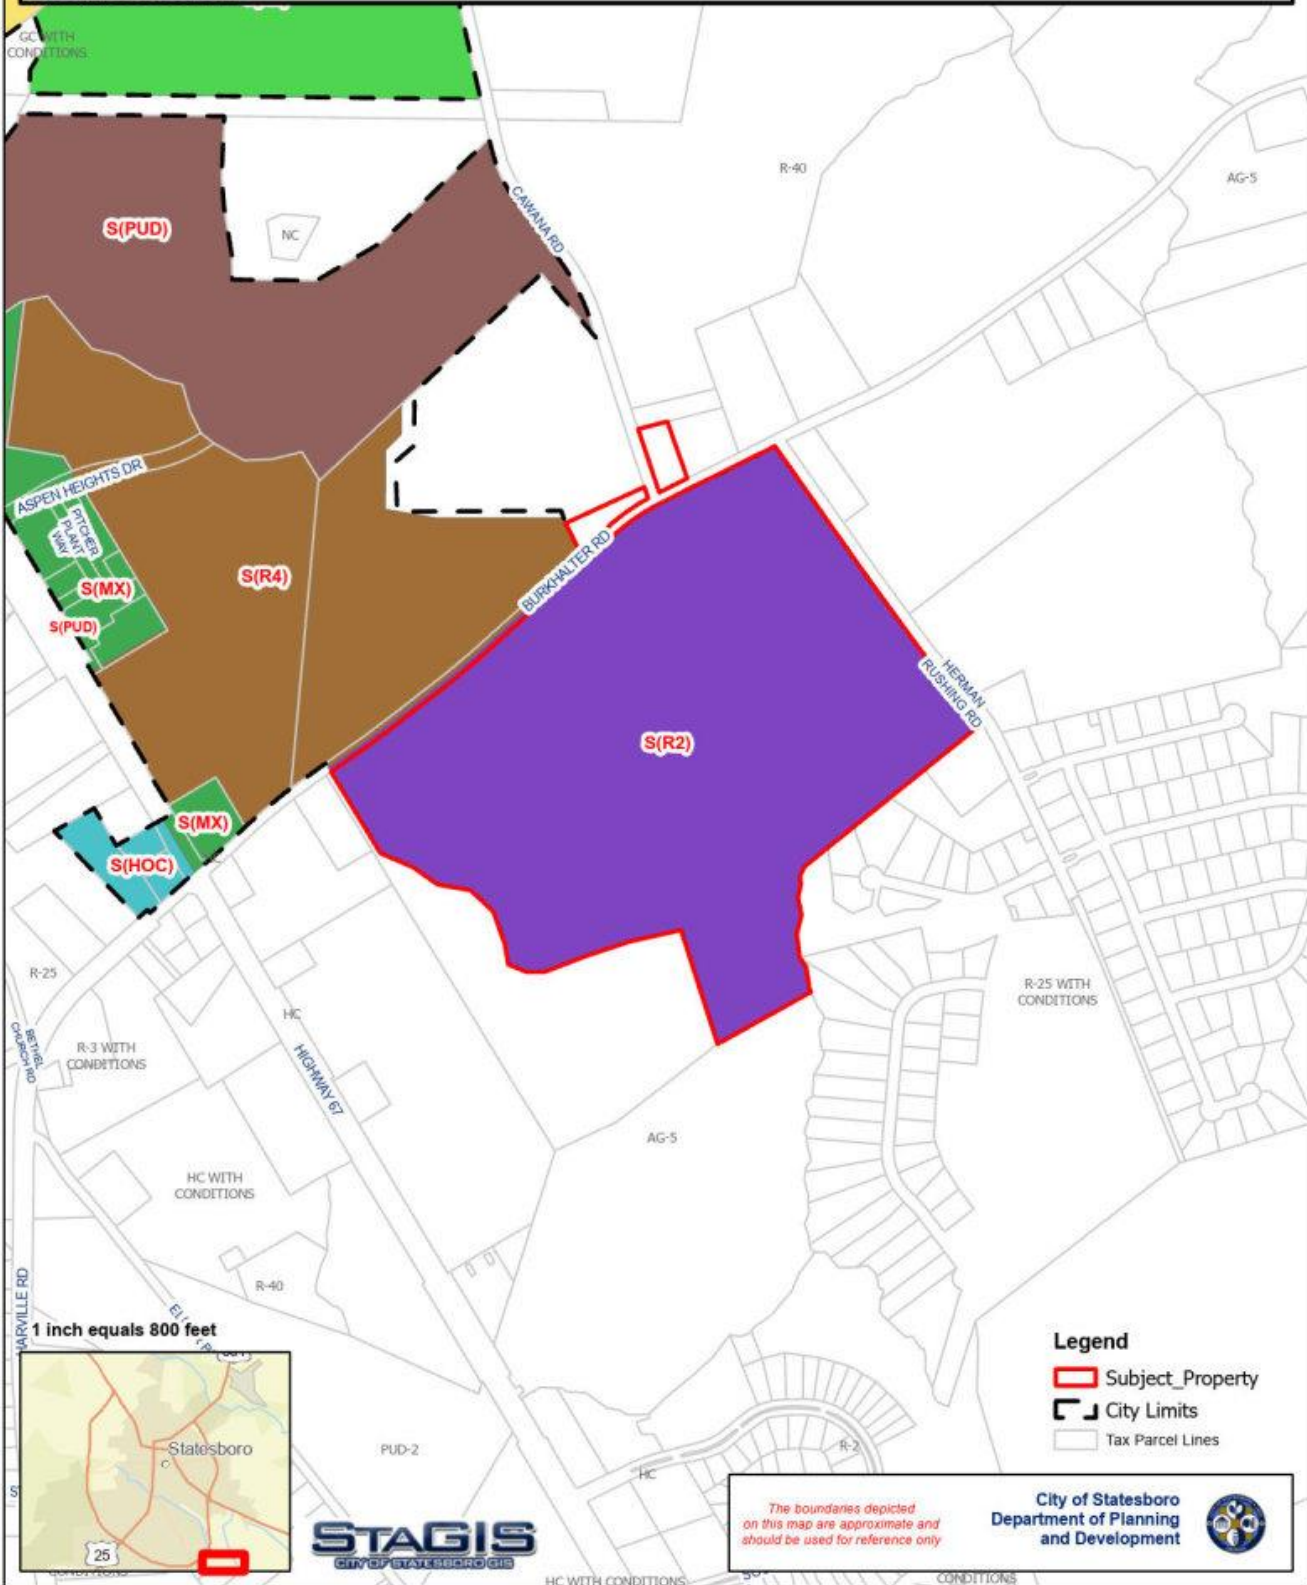 GC WITH
CONDITIONS
R-40
AG-5
S(PUD)
NC
CAWANA RD
ASPEN HEIGHTS DR
PITCHER
PLANT
WAY
S(MX)
S(R4)
S(PUD)
BURKHALTER RD
HERMAN
RUSHING RD
S(R2)
S(MX)
S(HOC)
R-25
HC
R-25 WITH
CONDITIONS
BETHEL
CHURCH RD
R-3 WITH
CONDITIONS
HIGHWAY 67
AG-5
HC WITH
CONDITIONS
R-40
HARVILLE RD
1 inch equals 800 feet
Statesboro
25
PUD-2
HC
R-2
Legend
Subject_Property
City Limits
Tax Parcel Lines
STAGIS
CITY OF STATESBORO GIS
The boundaries depicted
on this map are approximate and
should be used for reference only
City of Statesboro
Department of Planning
and Development
HC WITH CONDITIONS
CONDITIONS